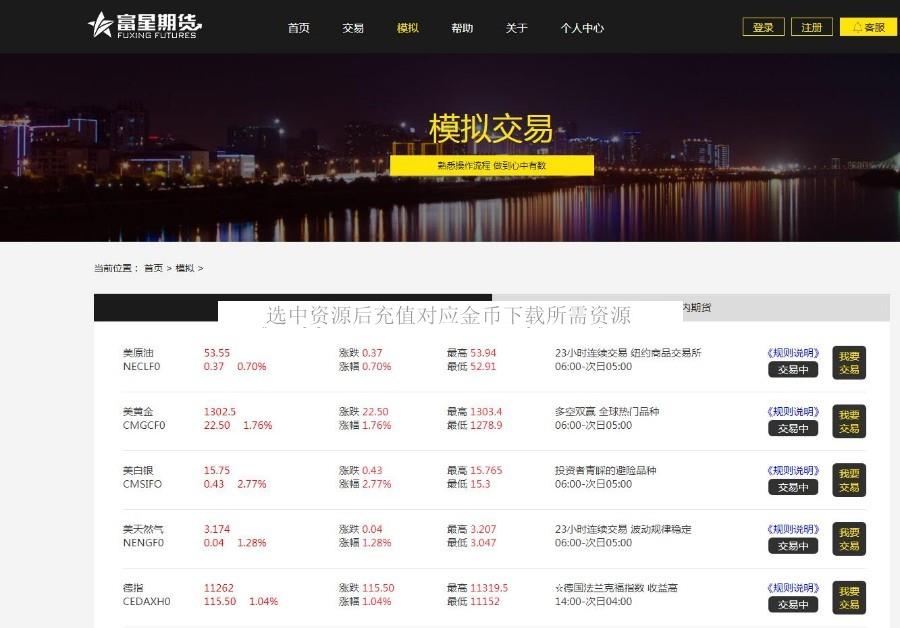 富星期货
FUXING FUTURES
首页 交易 模拟 帮助 关于 个人中心
登录 注册 客服
模拟交易
熟悉操作流程 做到心中有数
当前位置： 首页 > 模拟 >
内期货
选中资源后充值对应金币下载所需资源
美原油 53.55 涨跌 0.37 最高 53.94 23小时连续交易 纽约商品交易所 《规则说明》 我要
NECLF0 0.37 0.70% 涨幅 0.70% 最低 52.91 06:00-次日05:00 交易中 交易
美黄金 1302.5 涨跌 22.50 最高 1303.4 多空双赢 全球热门品种 《规则说明》 我要
CMGCF0 22.50 1.76% 涨幅 1.76% 最低 1278.9 06:00-次日05:00 交易中 交易
美白银 15.75 涨跌 0.43 最高 15.765 投资者青睬的避险品种 《规则说明》 我要
CMSIFO 0.43 2.77% 涨幅 2.77% 最低 15.3 06:00-次日05:00 交易中 交易
美天然气 3.174 涨跌 0.04 最高 3.207 23小时连续交易 波动规律稳定 《规则说明》 我要
NENGF0 0.04 1.28% 涨幅 1.28% 最低 3.047 06:00-次日05:00 交易中 交易
德指 11262 涨跌 115.50 最高 11319.5 ☆德国法兰克福指数 收益高 《规则说明》 我要
CEDAXH0 115.50 1.04% 涨幅 1.04% 最低 11152 14:00-次日04:00 交易中 交易